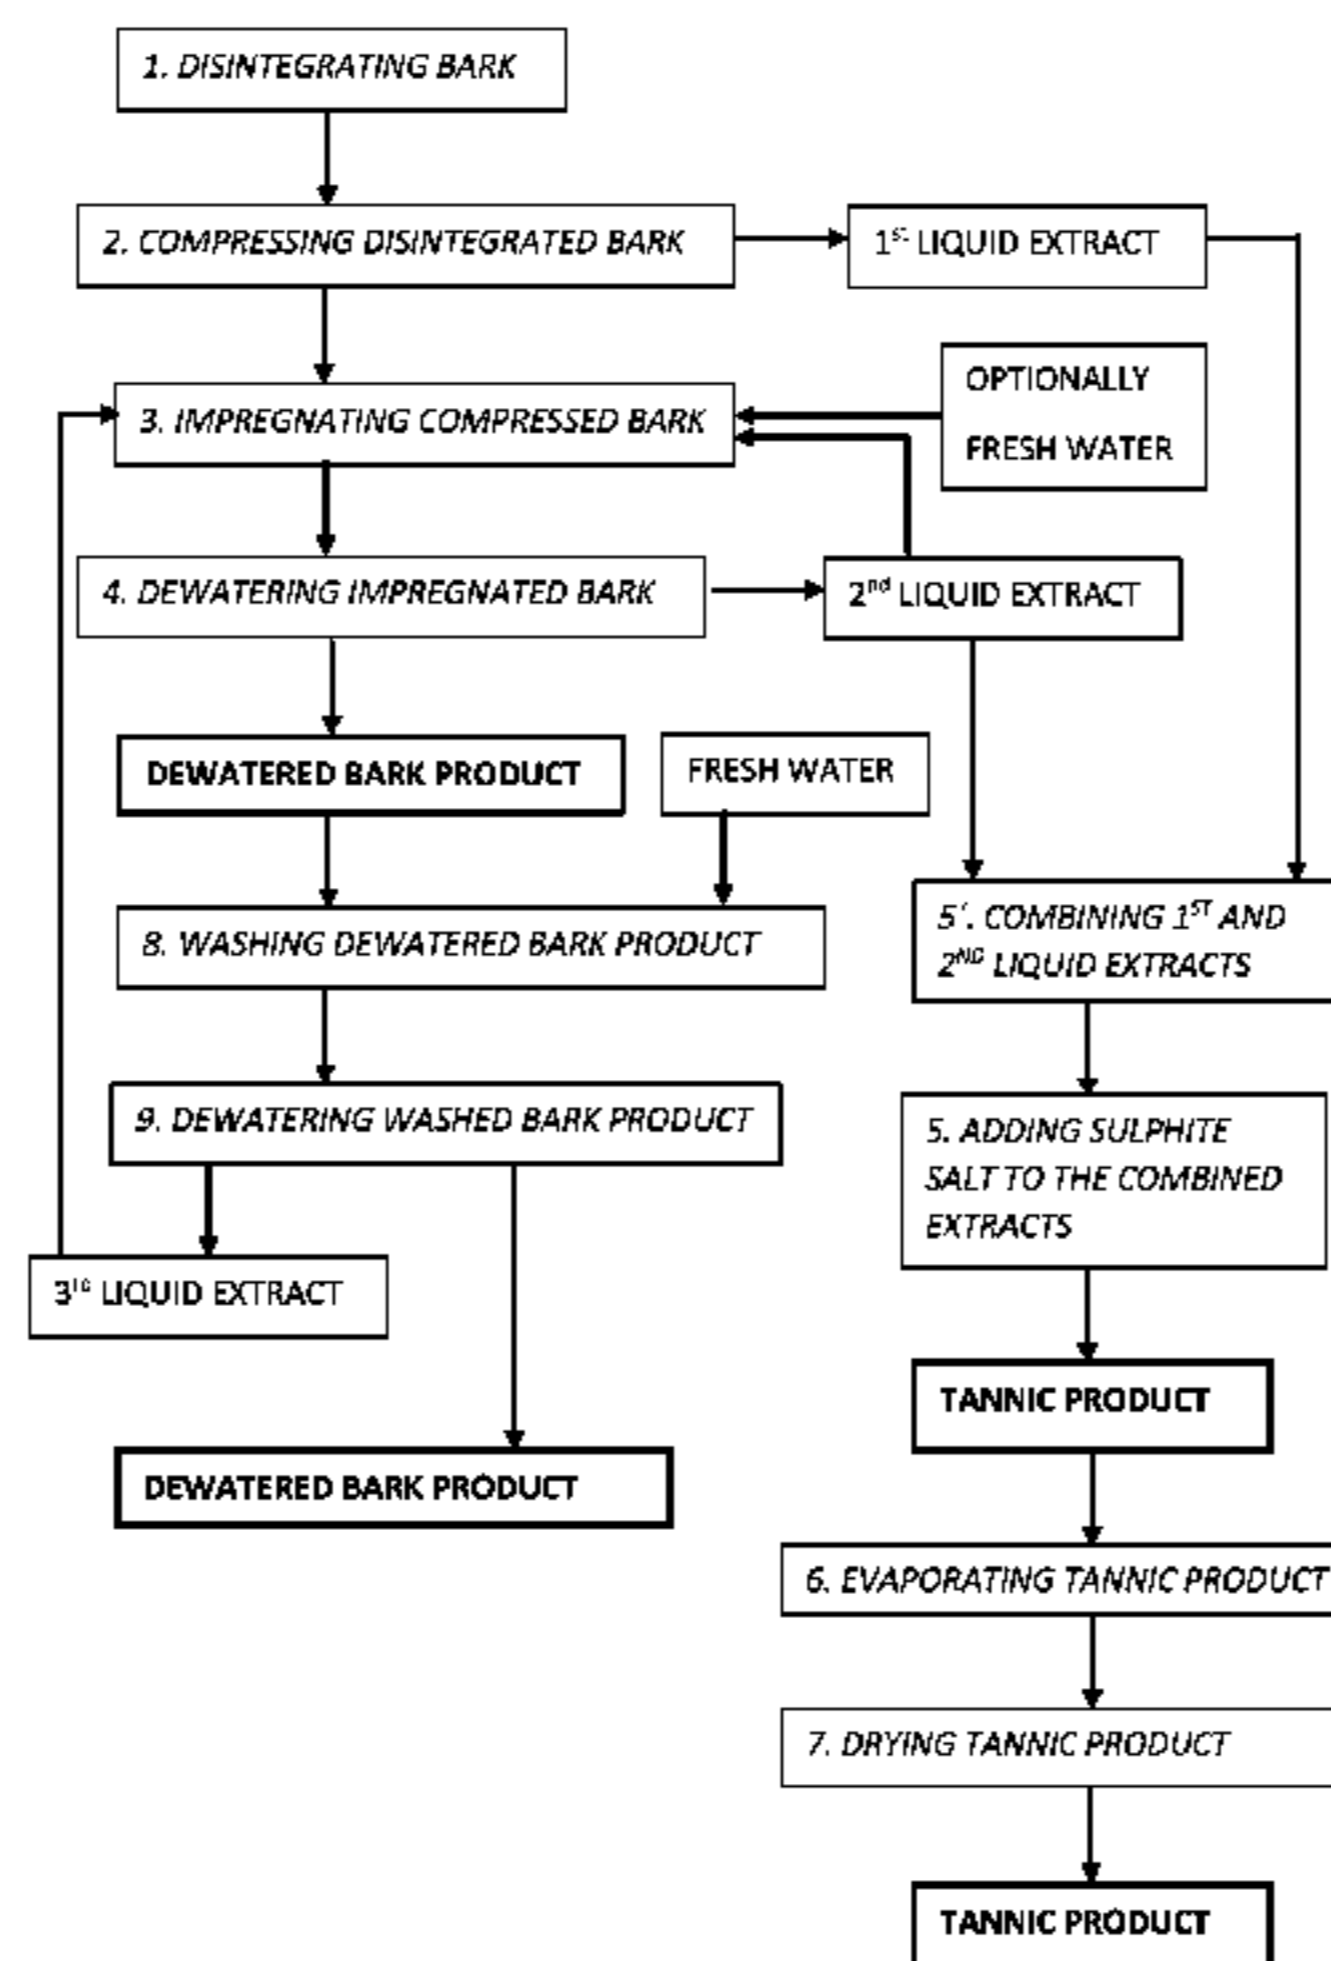 1. DISINTEGRATING BARK
2. COMPRESSING DISINTEGRATED BARK
1st LIQUID EXTRACT
OPTIONALLY
FRESH WATER
3. IMPREGNATING COMPRESSED BARK
4. DEWATERING IMPREGNATED BARK
2nd LIQUID EXTRACT
DEWATERED BARK PRODUCT
FRESH WATER
8. WASHING DEWATERED BARK PRODUCT
5'. COMBINING 1ST AND
2ND LIQUID EXTRACTS
9. DEWATERING WASHED BARK PRODUCT
5. ADDING SULPHITE
SALT TO THE COMBINED
EXTRACTS
3rd LIQUID EXTRACT
TANNIC PRODUCT
DEWATERED BARK PRODUCT
6. EVAPORATING TANNIC PRODUCT
7. DRYING TANNIC PRODUCT
TANNIC PRODUCT